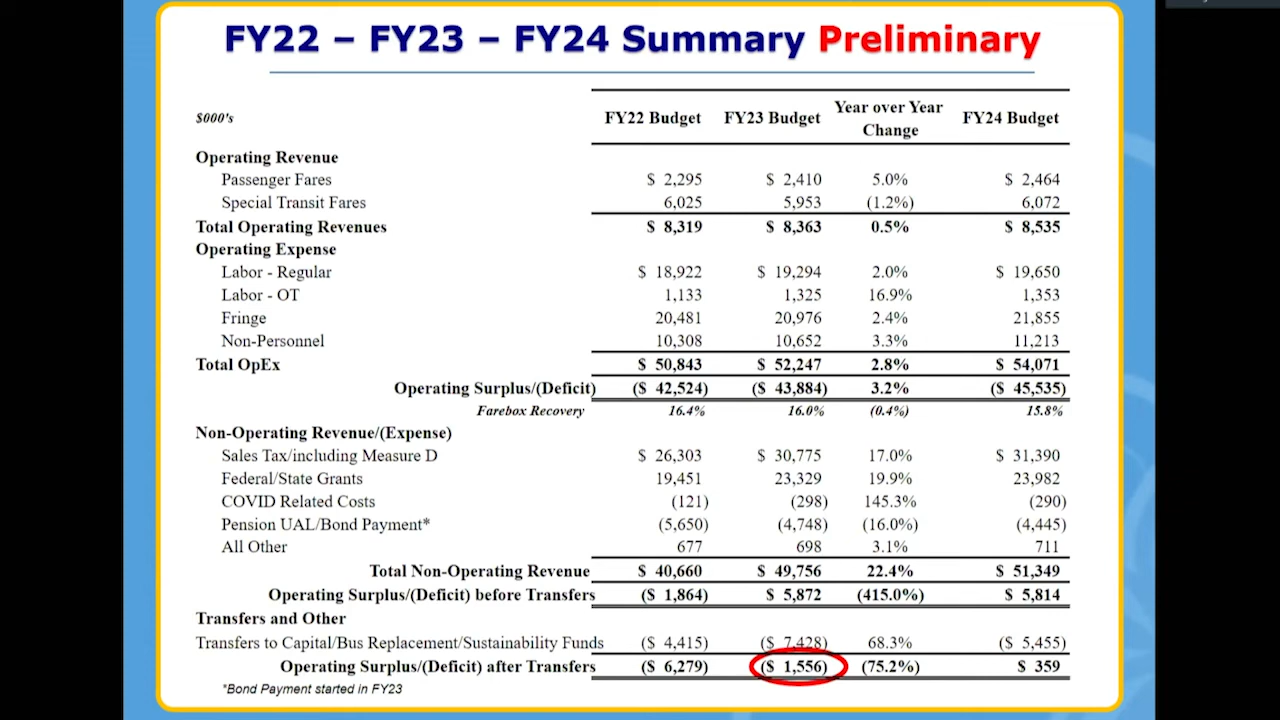 FY22 – FY23 – FY24 Summary Preliminary
$000's FY22 Budget FY23 Budget Year over Year Change FY24 Budget
Operating Revenue
Passenger Fares $ 2,295 $ 2,410 5.0% $ 2,464
Special Transit Fares 6,025 5,953 (1.2%) 6,072
Total Operating Revenues $ 8,319 $ 8,363 0.5% $ 8,535
Operating Expense
Labor - Regular $ 18,922 $ 19,294 2.0% $ 19,650
Labor - OT 1,133 1,325 16.9% 1,353
Fringe 20,481 20,976 2.4% 21,855
Non-Personnel 10,308 10,652 3.3% 11,213
Total OpEx $ 50,843 $ 52,247 2.8% $ 54,071
Operating Surplus/(Deficit) ($ 42,524) ($ 43,884) 3.2% ($ 45,535)
Farebox Recovery 16.4% 16.0% (0.4%) 15.8%
Non-Operating Revenue/(Expense)
Sales Tax/including Measure D $ 26,303 $ 30,775 17.0% $ 31,390
Federal/State Grants 19,451 23,329 19.9% 23,982
COVID Related Costs (121) (298) 145.3% (290)
Pension UAL/Bond Payment* (5,650) (4,748) (16.0%) (4,445)
All Other 677 698 3.1% 711
Total Non-Operating Revenue $ 40,660 $ 49,756 22.4% $ 51,349
Operating Surplus/(Deficit) before Transfers ($ 1,864) $ 5,872 (415.0%) $ 5,814
Transfers and Other
Transfers to Capital/Bus Replacement/Sustainability Funds ($ 4,415) ($ 7,428) 68.3% ($ 5,455)
Operating Surplus/(Deficit) after Transfers ($ 6,279) ($ 1,556) (75.2%) $ 359
*Bond Payment started in FY23